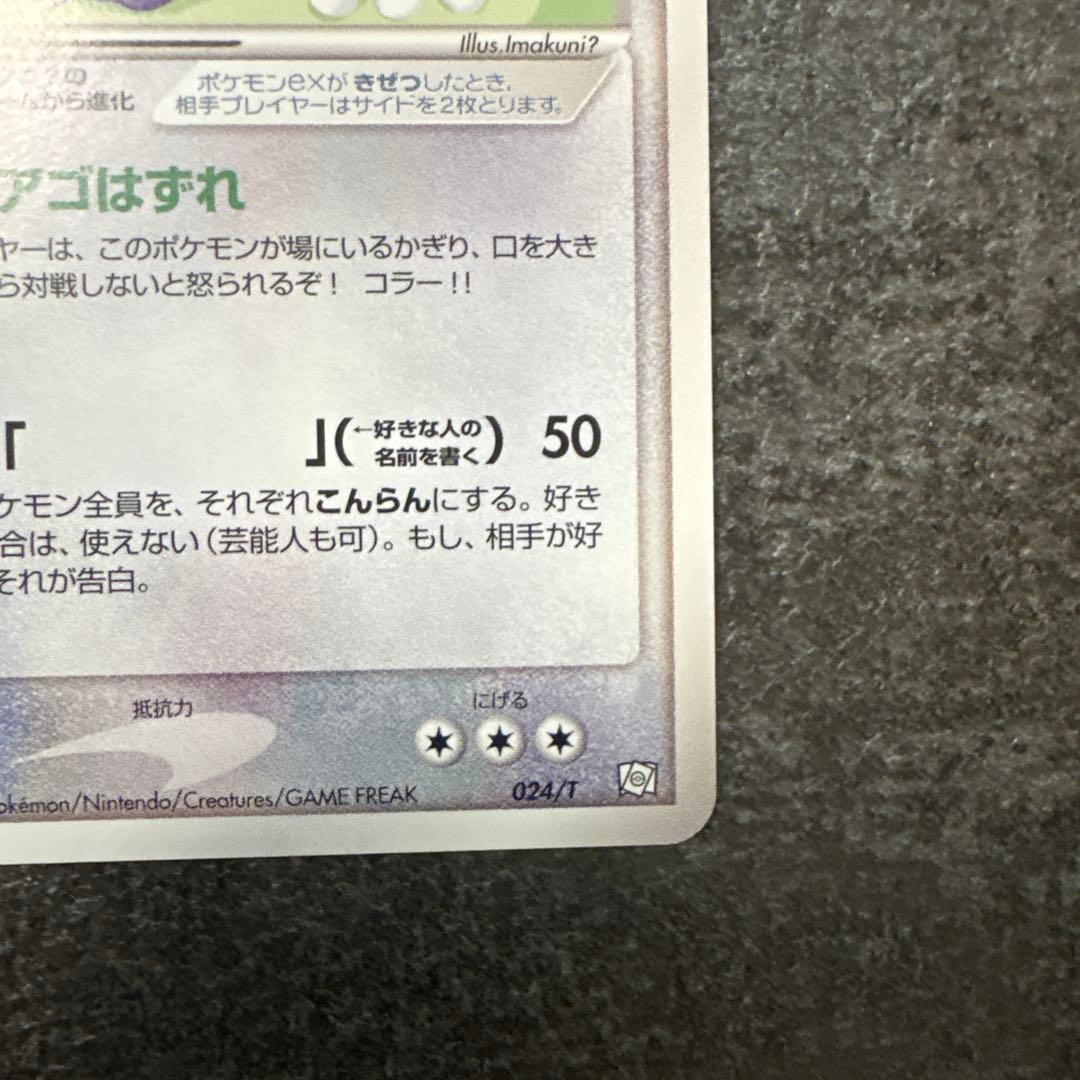 Illus.Imakuni?
の
ームから進化
ポケモンexが きぜつしたとき、
相手プレイヤーはサイドを2枚とります。
アゴはずれ
ヤーは、このポケモンが場にいるかぎり、口を大き
ら対戦しないと怒られるぞ! コラー!!
「 」(←好きな人の
名前を書く) 50
ケモン全員を、それぞれこんらんにする。好き
合は、使えない(芸能人も可)。もし、相手が好
それが告白。
抵抗力
にげる
okémon/Nintendo/Creatures/GAME FREAK
024/T